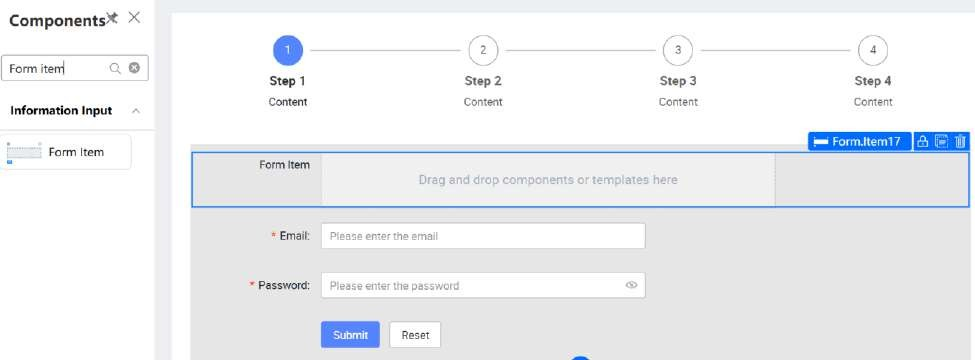 Components
Form item
Information Input
Form Item
1
2
3
4
Step 1
Step 2
Step 3
Step 4
Content
Content
Content
Content
Form.Item17
Form Item
Drag and drop components or templates here
* Email:
Please enter the email
* Password:
Please enter the password
Submit
Reset